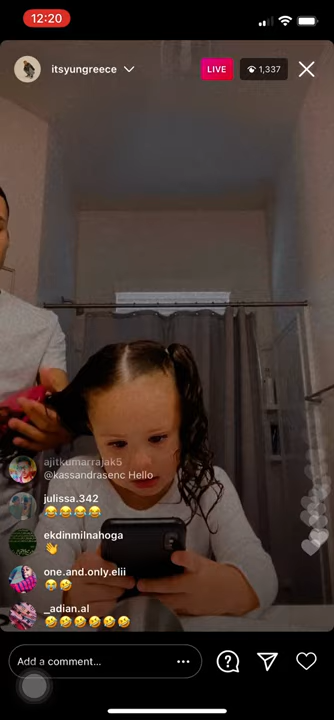 12:20
itsyungreece
LIVE
1,337
ajitkumarrajak5
@kassandrasenc Hello
julissa.342
😂😂😂😂
ekdinmilnahoga
👋
one.and.only.elii
😭🤣
_adian.al
🤣🤣🤣🤣🤣🤣
Add a comment...